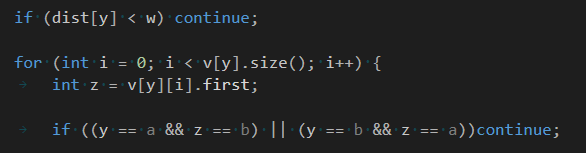 if (dist[y] < w) continue;
for (int i = 0; i < v[y].size(); i++) {
int z = v[y][i].first;
if ((y == a && z == b) || (y == b && z == a))continue;